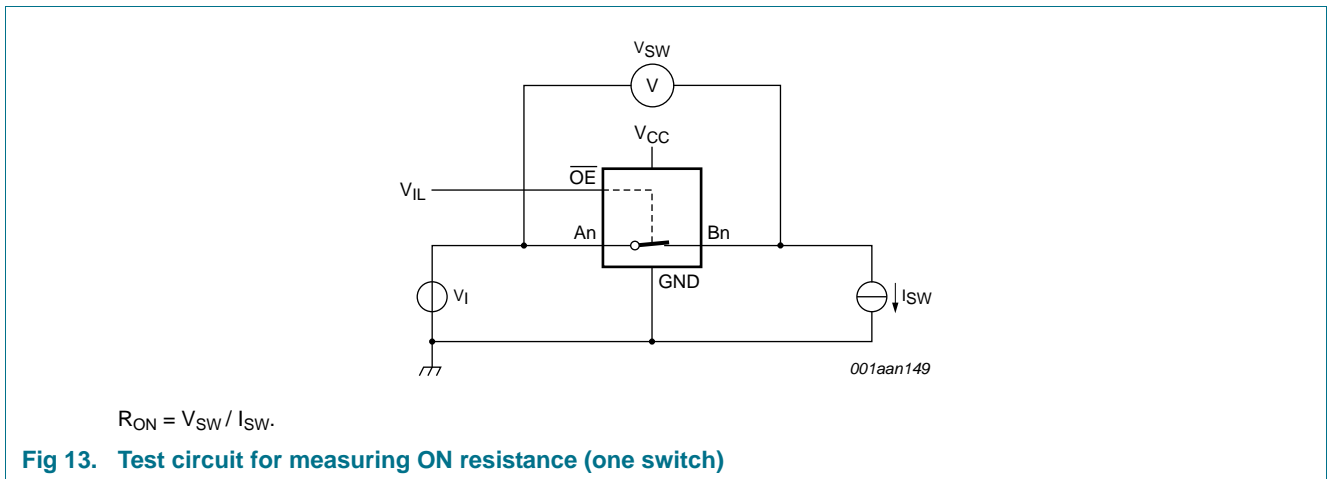 VSW
V
VCC
OE
VIL
An
Bn
GND
VI
ISW
001aan149
RON = VSW / ISW.
Fig 13. Test circuit for measuring ON resistance (one switch)